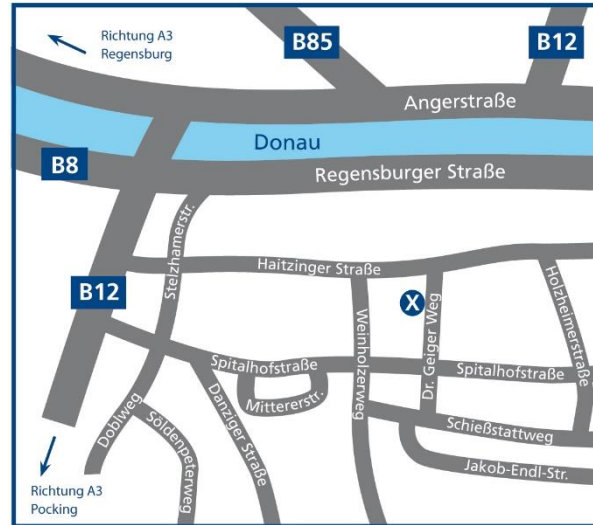 Richtung A3
Regensburg
B85
B12
Angerstraße
Donau
B8
Regensburger Straße
Stelzhamerstr.
Haitzinger Straße
B12
X
Weinholzerweg
Dr. Geiger Weg
Holzheimerstraße
Spitalhofstraße
Spitalhofstraße
Mittererstr.
Danziger Straße
Doblweg
Söldenpeterweg
Schießstattweg
Jakob-Endl-Str.
Richtung A3
Pocking